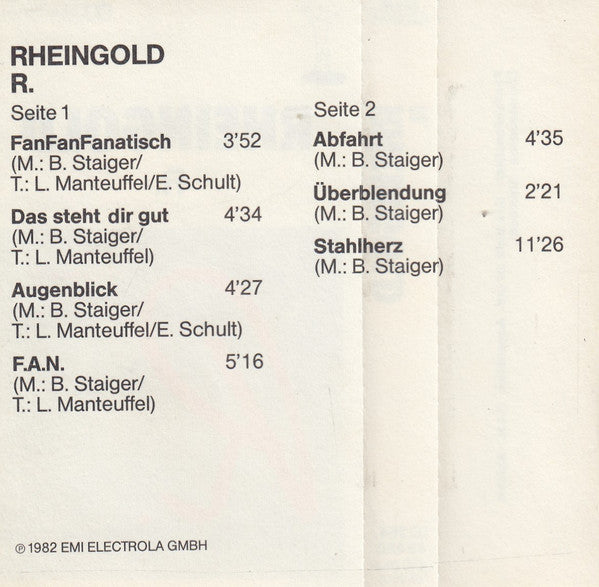 RHEINGOLD
R.
Seite 1
FanFanFanatisch 3'52
(M.: B. Staiger/
T.: L. Manteuffel/E. Schult)
Das steht dir gut 4'34
(M.: B. Staiger/
T.: L. Manteuffel)
Augenblick 4'27
(M.: B. Staiger/
T.: L. Manteuffel/E. Schult)
F.A.N. 5'16
(M.: B. Staiger/
T.: L. Manteuffel)
Seite 2
Abfahrt 4'35
(M.: B. Staiger)
Überblendung 2'21
(M.: B. Staiger)
Stahlherz 11'26
(M.: B. Staiger)
℗ 1982 EMI ELECTROLA GMBH